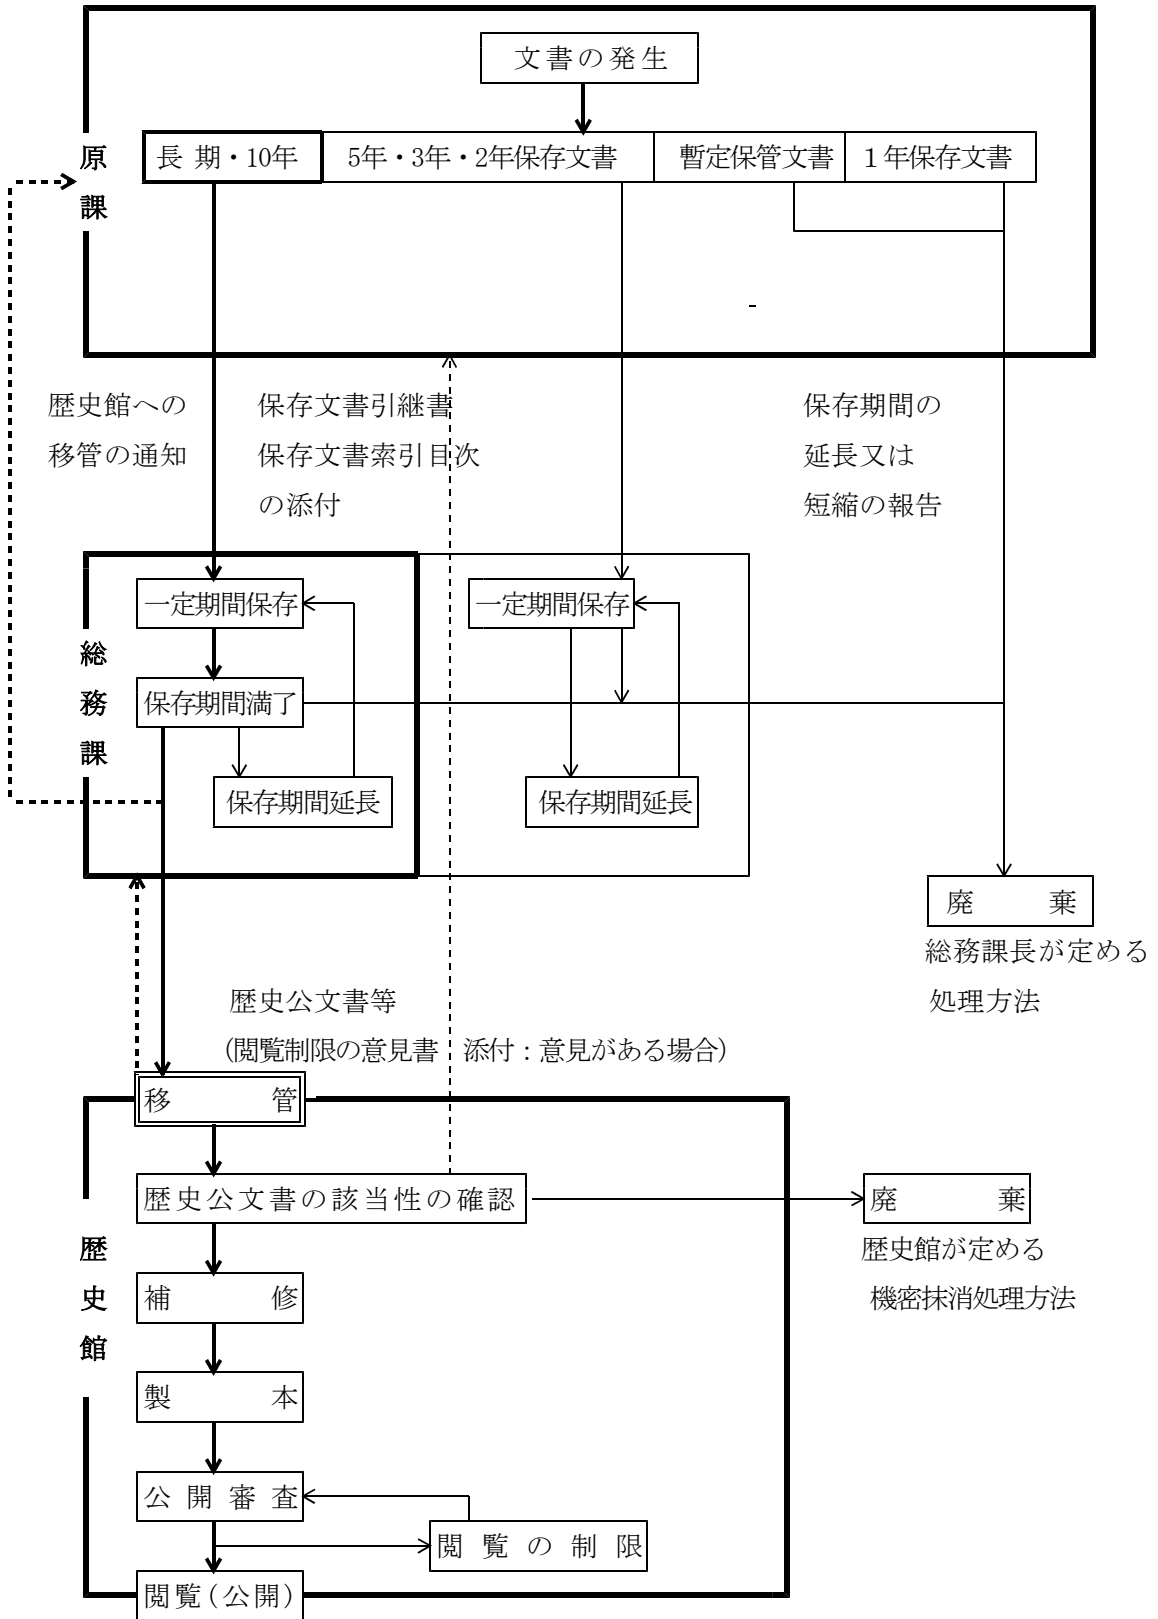 文書の発生
長期・10年 5年・3年・2年保存文書 暫定保管文書 1年保存文書
原課
歴史館への
移管の通知
保存文書引継書
保存文書索引目次
の添付
保存期間の
延長又は
短縮の報告
総務課
一定期間保存
一定期間保存
保存期間満了
保存期間延長
保存期間延長
廃棄
総務課長が定める
処理方法
歴史公文書等
(閲覧制限の意見書 添付:意見がある場合)
移管
歴史公文書の該当性の確認
廃棄
歴史館が定める
機密抹消処理方法
歴史館
補修
製本
公開審査
閲覧の制限
閲覧(公開)